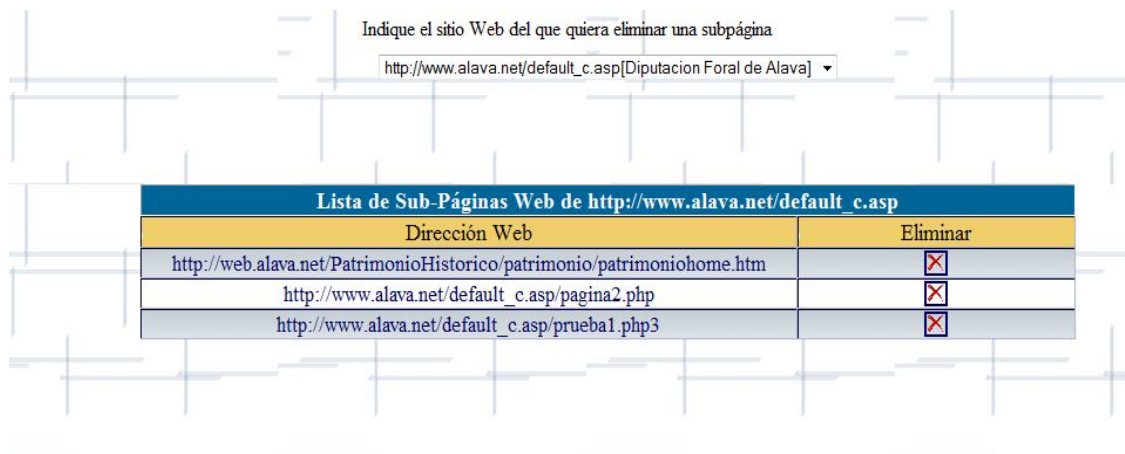 Indique el sitio Web del que quiera eliminar una subpágina
http://www.alava.net/default_c.asp[Diputacion Foral de Alava]
Lista de Sub-Páginas Web de http://www.alava.net/default_c.asp
Dirección Web Eliminar
http://web.alava.net/PatrimonioHistorico/patrimonio/patrimoniohome.htm
http://www.alava.net/default_c.asp/pagina2.php
http://www.alava.net/default_c.asp/prueba1.php3